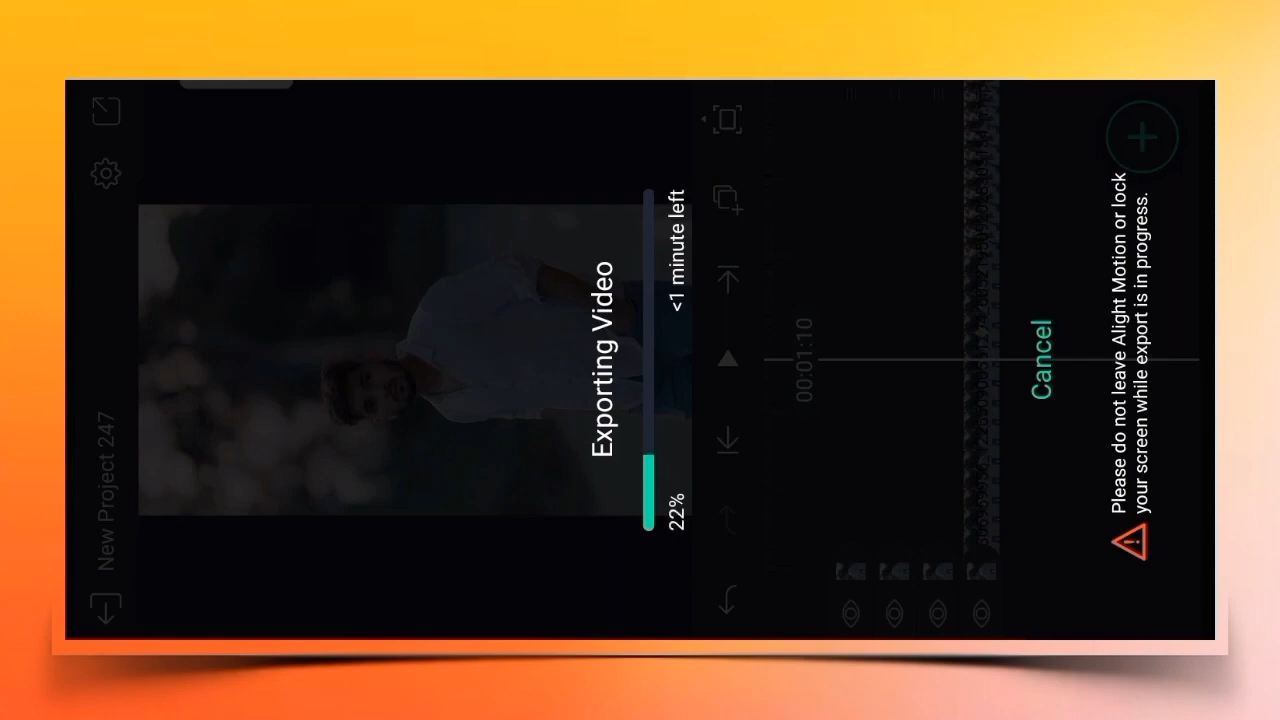 New Project 247
Exporting Video
22%
<1 minute left
00:01:10
Cancel
Please do not leave Alight Motion or lock
your screen while export is in progress.